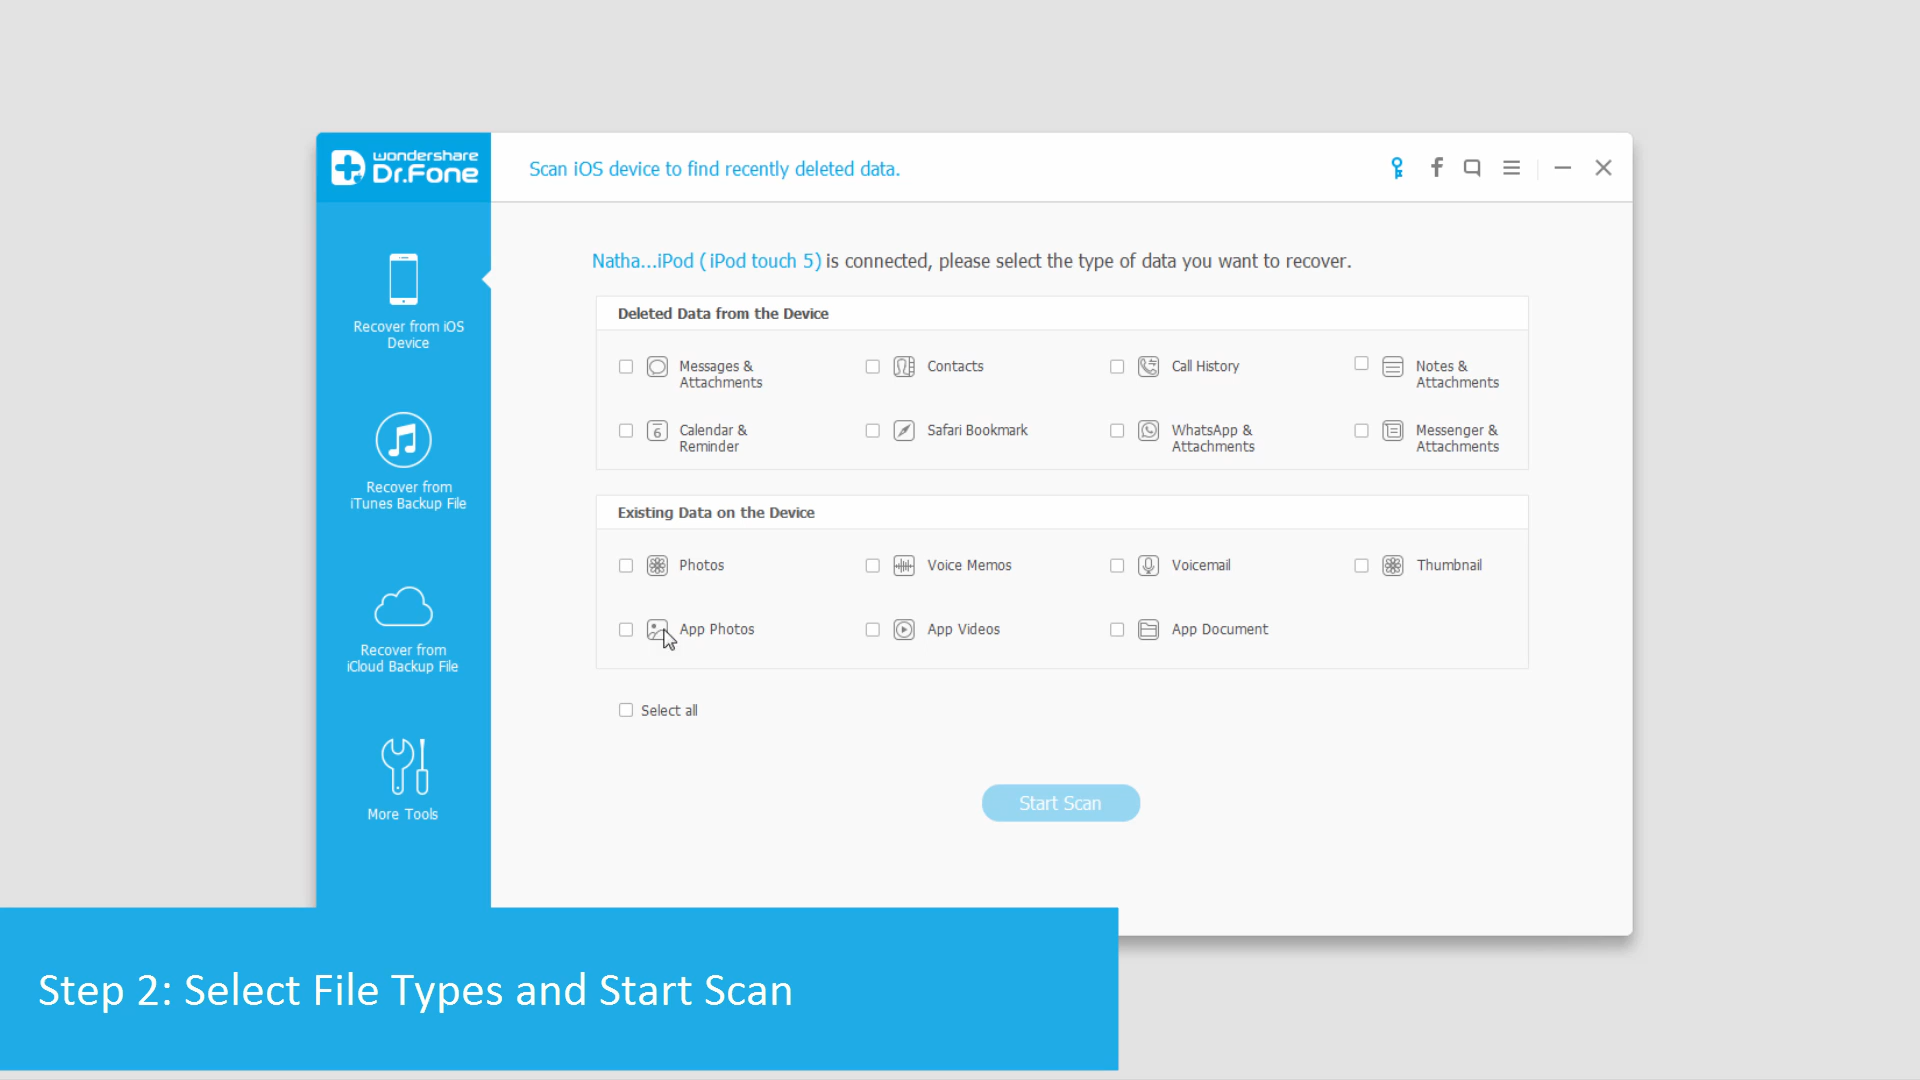 wondershare
Dr.Fone
Scan iOS device to find recently deleted data.
Recover from iOS
Device
Recover from
iTunes Backup File
Recover from
iCloud Backup File
More Tools
Natha...iPod ( iPod touch 5) is connected, please select the type of data you want to recover.
Deleted Data from the Device
Messages &
Attachments
Contacts
Call History
Notes &
Attachments
6
Calendar &
Reminder
Safari Bookmark
WhatsApp &
Attachments
Messenger &
Attachments
Existing Data on the Device
Photos
Voice Memos
Voicemail
Thumbnail
App Photos
App Videos
App Document
Select all
Start Scan
Step 2: Select File Types and Start Scan